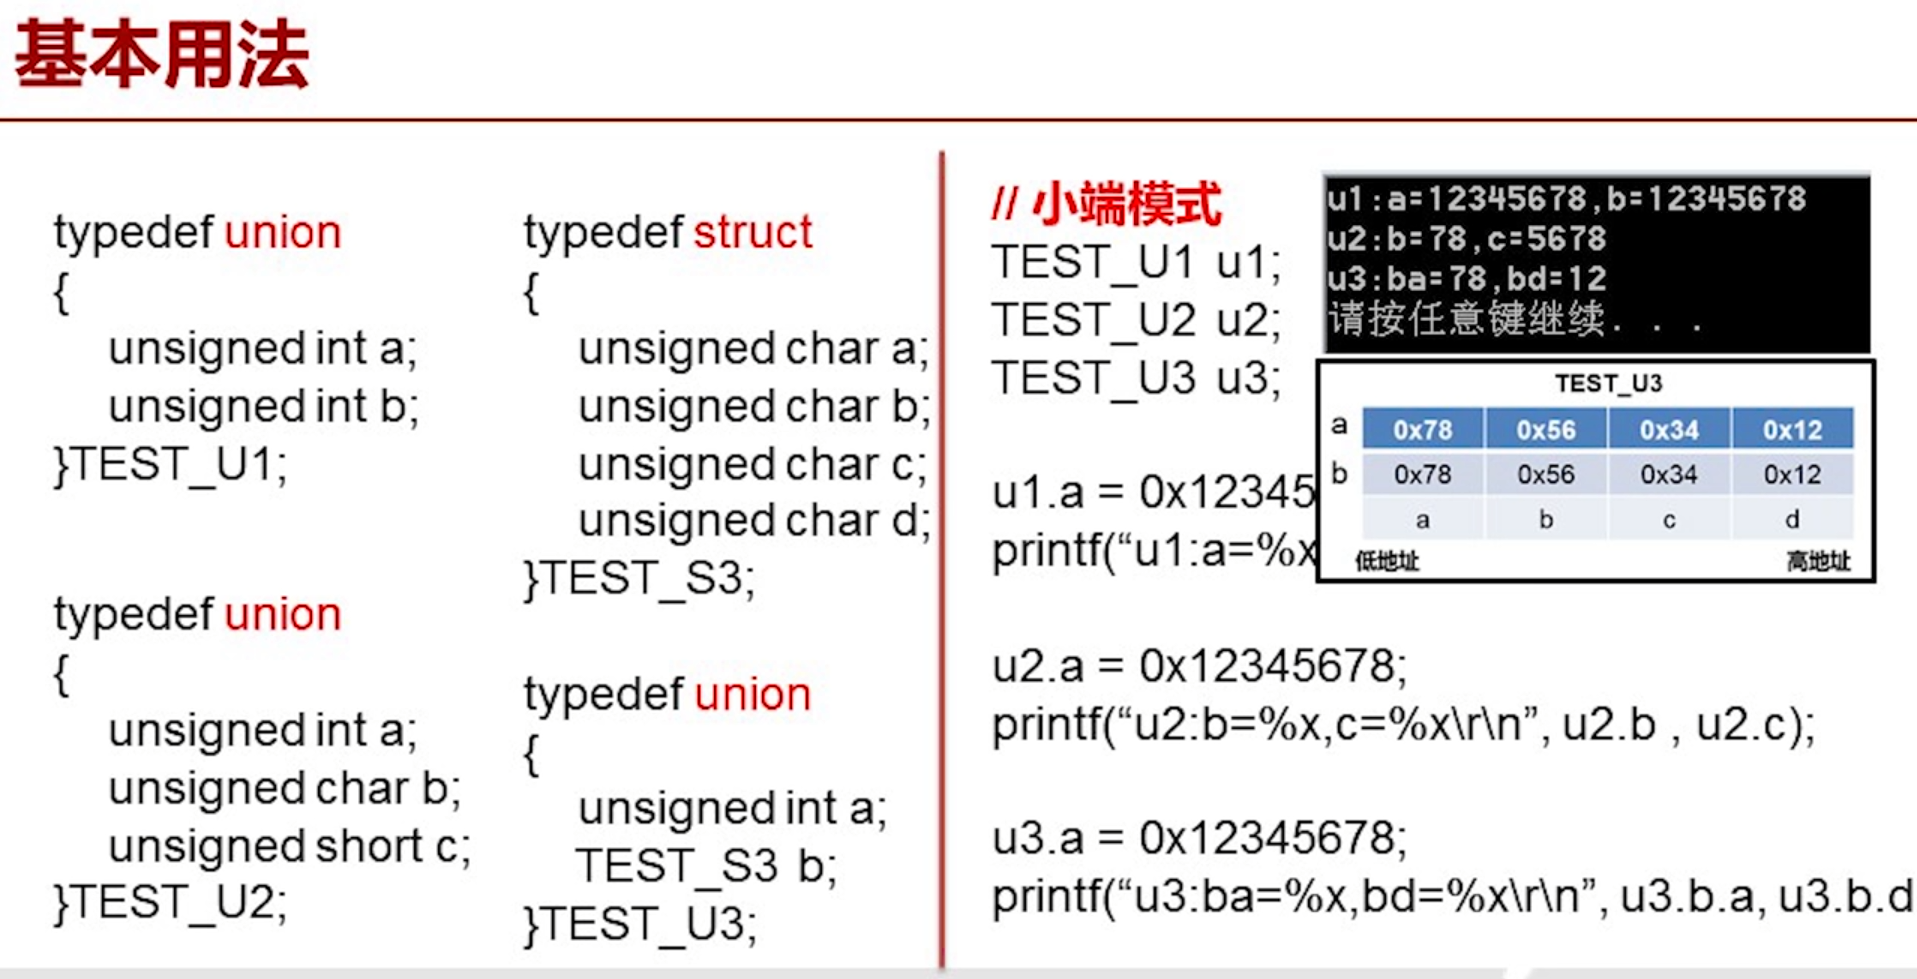 基本用法
typedef union
{
unsigned int a;
unsigned int b;
}TEST_U1;
typedef union
{
unsigned int a;
unsigned char b;
unsigned short c;
}TEST_U2;
typedef struct
{
unsigned char a;
unsigned char b;
unsigned char c;
unsigned char d;
}TEST_S3;
typedef union
{
unsigned int a;
TEST_S3 b;
}TEST_U3;
// 小端模式
TEST_U1 u1;
TEST_U2 u2;
TEST_U3 u3;
u1.a = 0x12345
printf(“u1:a=%x
u2.a = 0x12345678;
printf(“u2:b=%x,c=%x\r\n”, u2.b , u2.c);
u3.a = 0x12345678;
printf(“u3:ba=%x,bd=%x\r\n”, u3.b.a, u3.b.d
u1:a=12345678,b=12345678
u2:b=78,c=5678
u3:ba=78,bd=12
请按任意键继续. . .
TEST_U3
a 0x78 0x56 0x34 0x12
b 0x78 0x56 0x34 0x12
a b c d
低地址 高地址